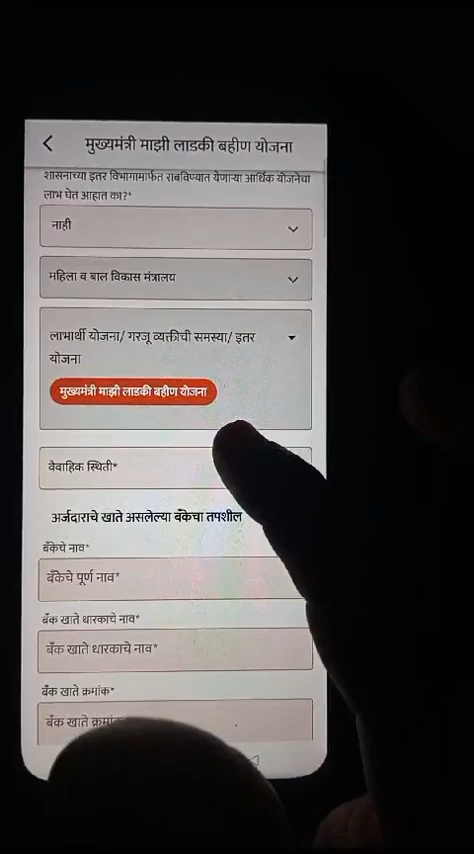 मुख्यमंत्री माझी लाडकी बहीण योजना
शासनाच्या इतर विभागामार्फत राबविण्यात येणाऱ्या आर्थिक योजनेचा
लाभ घेत आहात का?*
नाही
महिला व बाल विकास मंत्रालय
लाभार्थी योजना/ गरजू व्यक्तीची समस्या/ इतर
योजना
मुख्यमंत्री माझी लाडकी बहीण योजना
वैवाहिक स्थिती*
अर्जदाराचे खाते असलेल्या बँकेचा तपशील
बँकेचे नाव*
बँकेचे पूर्ण नाव*
बँक खाते धारकाचे नाव*
बँक खाते धारकाचे नाव*
बँक खाते क्रमांक*
बँक खाते